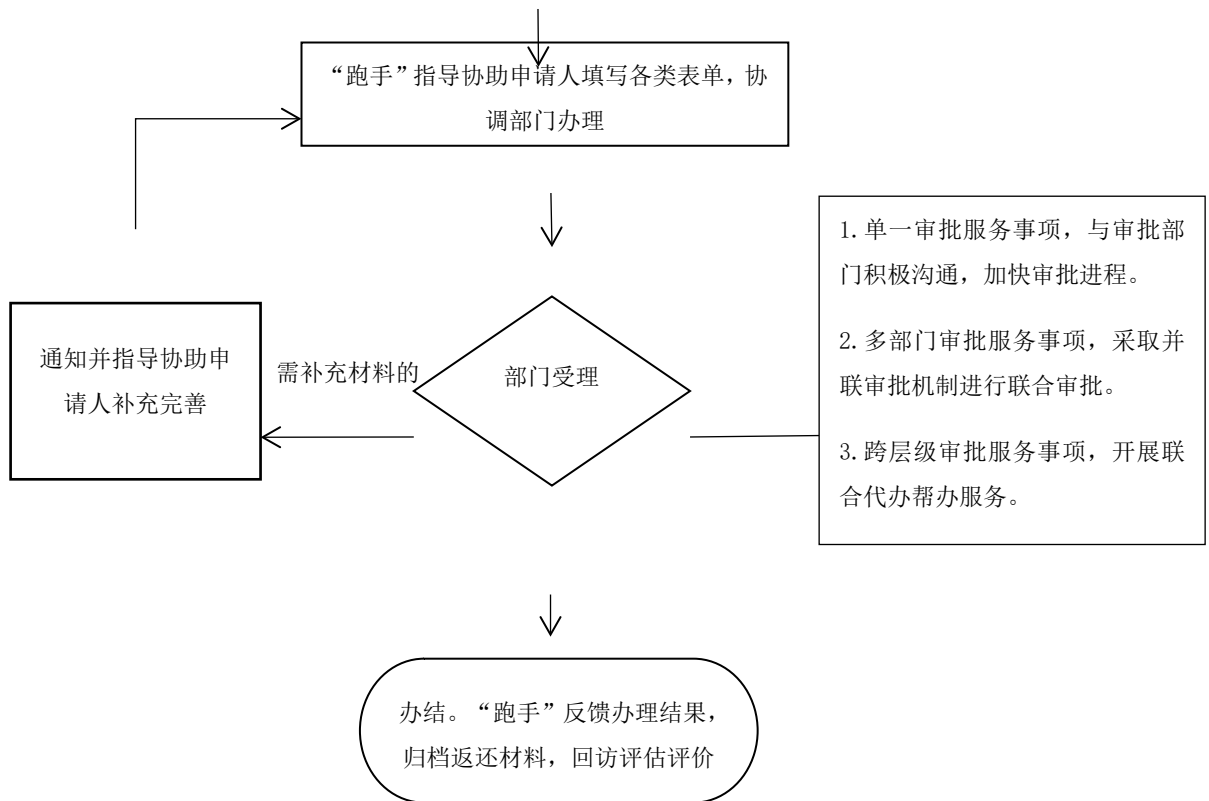 “跑手”指导协助申请人填写各类表单，协
调部门办理
1.单一审批服务事项，与审批部
门积极沟通，加快审批进程。
2.多部门审批服务事项，采取并
联审批机制进行联合审批。
3.跨层级审批服务事项，开展联
合代办帮办服务。
通知并指导协助申
请人补充完善
需补充材料的
部门受理
办结。“跑手”反馈办理结果，
归档返还材料，回访评估评价